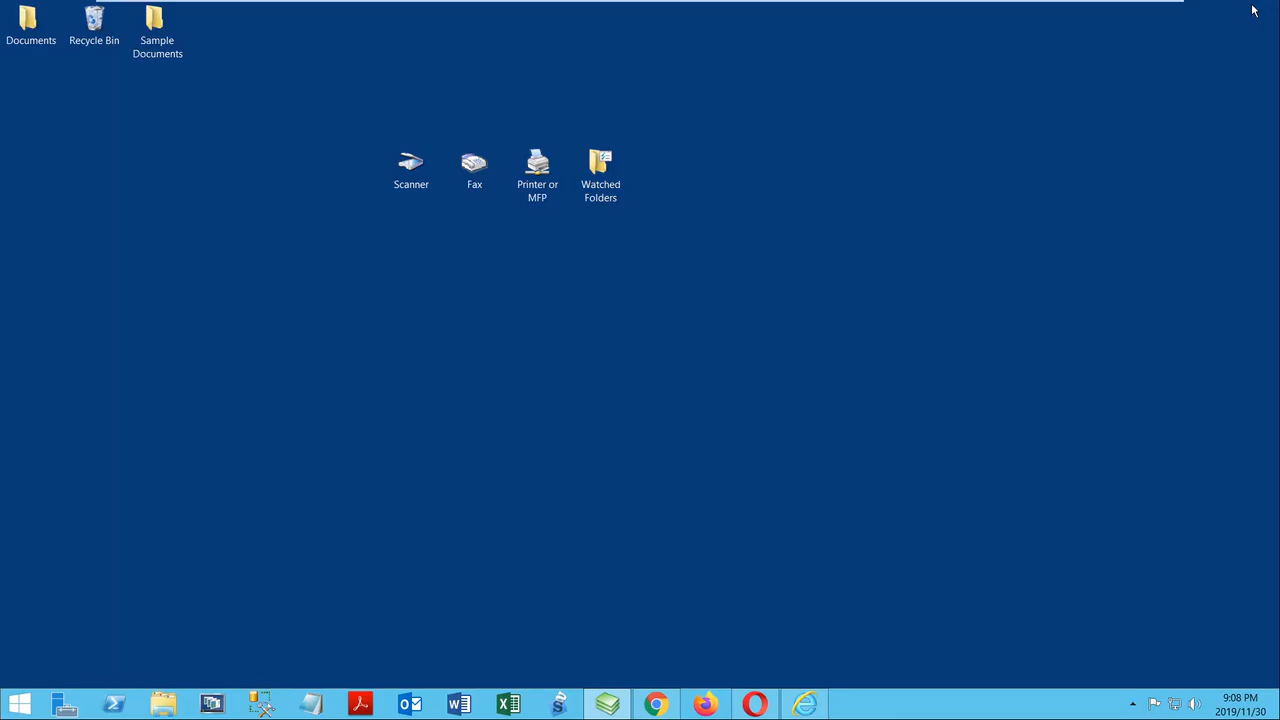 Documents
Recycle Bin
Sample
Documents
Scanner
Fax
Printer or
MFP
Watched
Folders
9:08 PM
2019/11/30